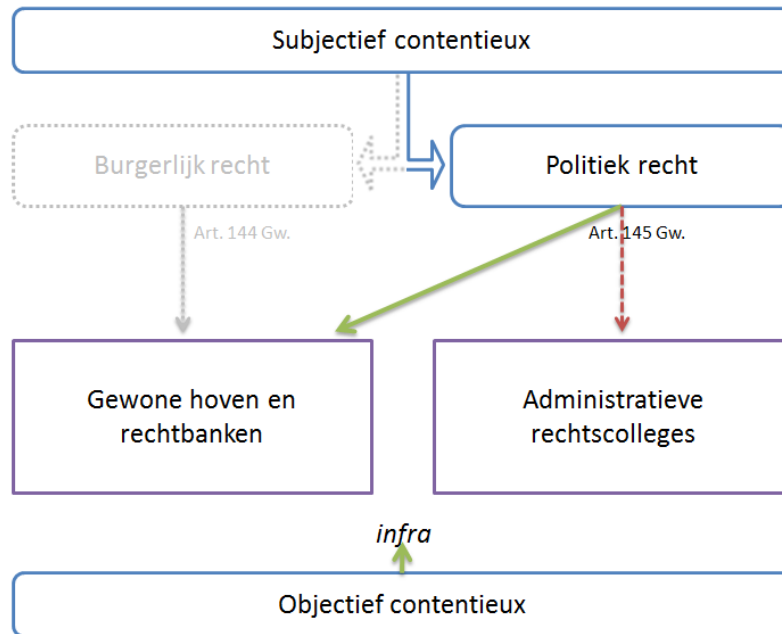 Subjectief contentieux
Burgerlijk recht
Politiek recht
Art. 144 Gw.
Art. 145 Gw.
Gewone hoven en
rechtbanken
Administratieve
rechtscolleges
infra
Objectief contentieux